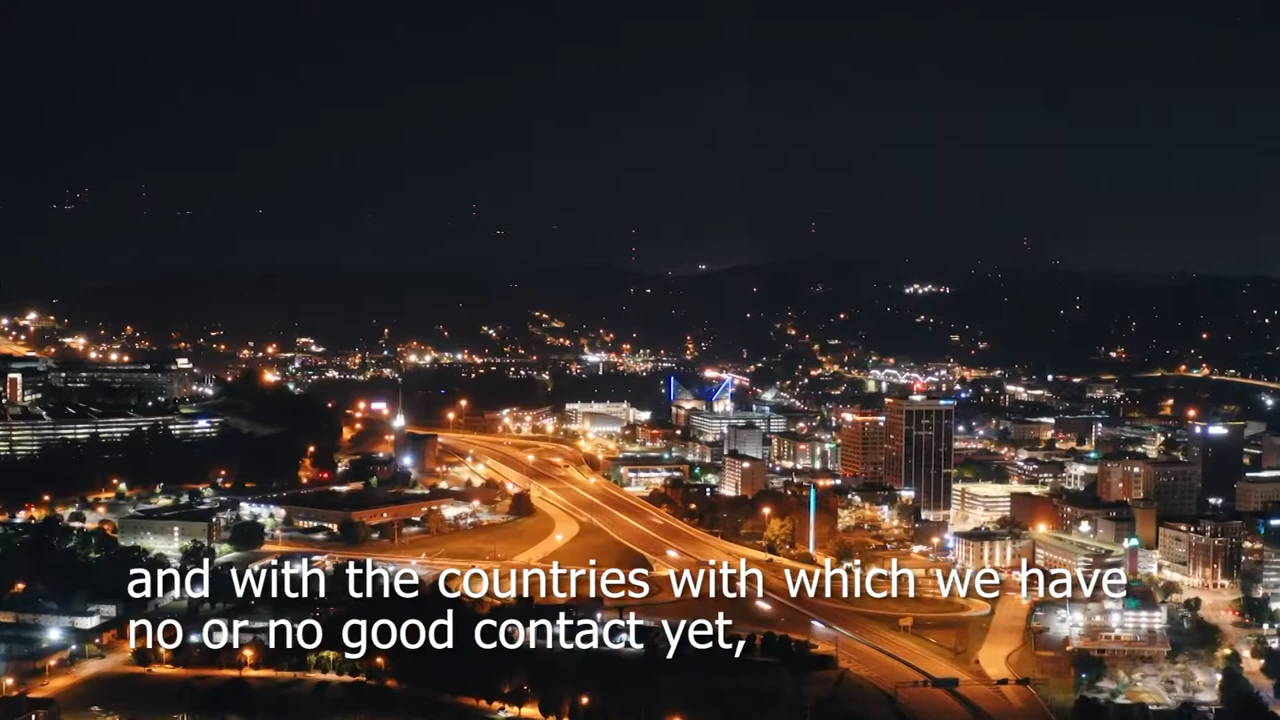 and with the countries with which we have
no or no good contact yet,